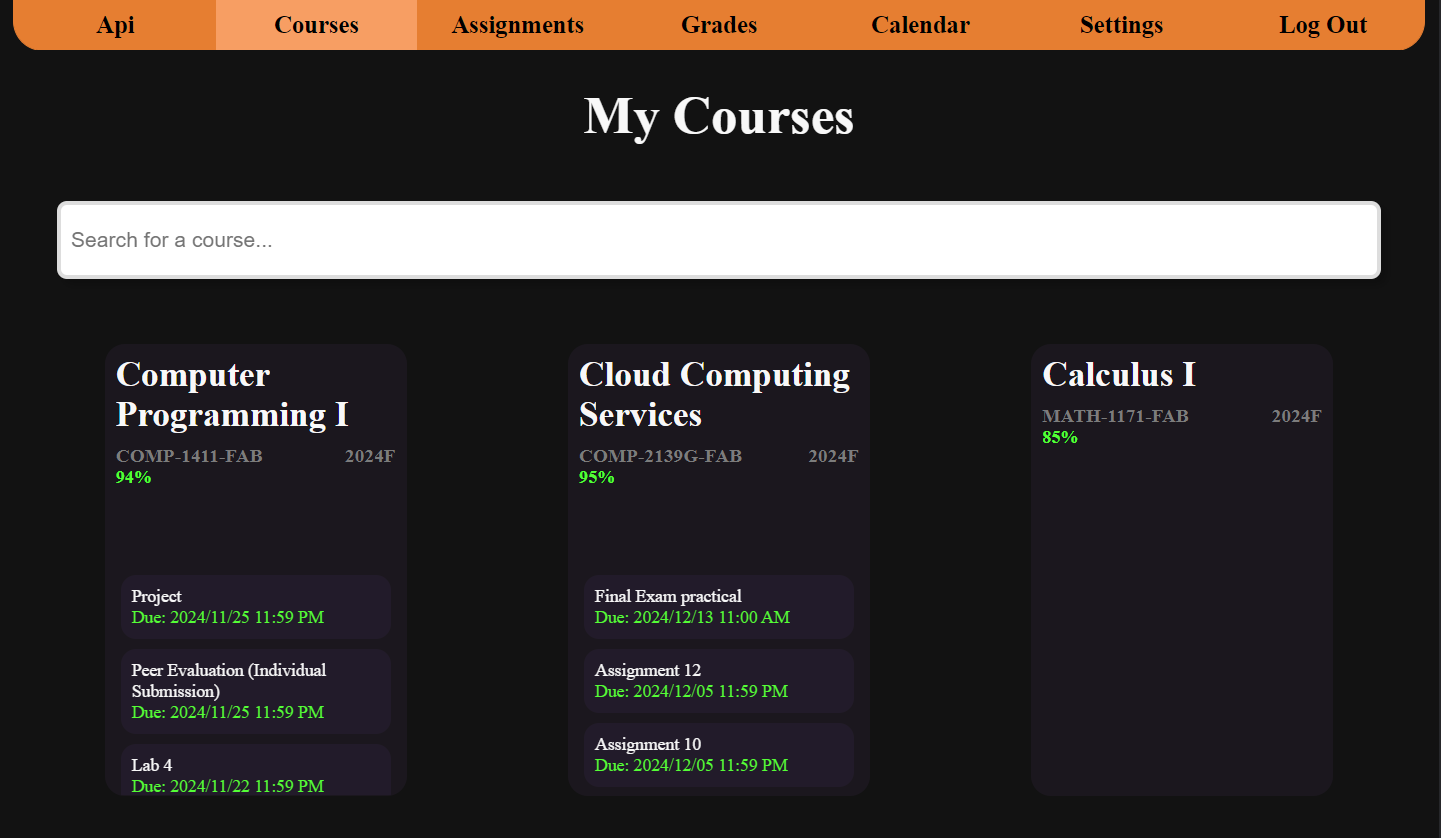 Api Courses Assignments Grades Calendar Settings Log Out
My Courses
Search for a course...
Computer
Programming I
COMP-1411-FAB 2024F
94%
Project
Due: 2024/11/25 11:59 PM
Peer Evaluation (Individual
Submission)
Due: 2024/11/25 11:59 PM
Lab 4
Due: 2024/11/22 11:59 PM
Cloud Computing
Services
COMP-2139G-FAB 2024F
95%
Final Exam practical
Due: 2024/12/13 11:00 AM
Assignment 12
Due: 2024/12/05 11:59 PM
Assignment 10
Due: 2024/12/05 11:59 PM
Calculus I
MATH-1171-FAB 2024F
85%